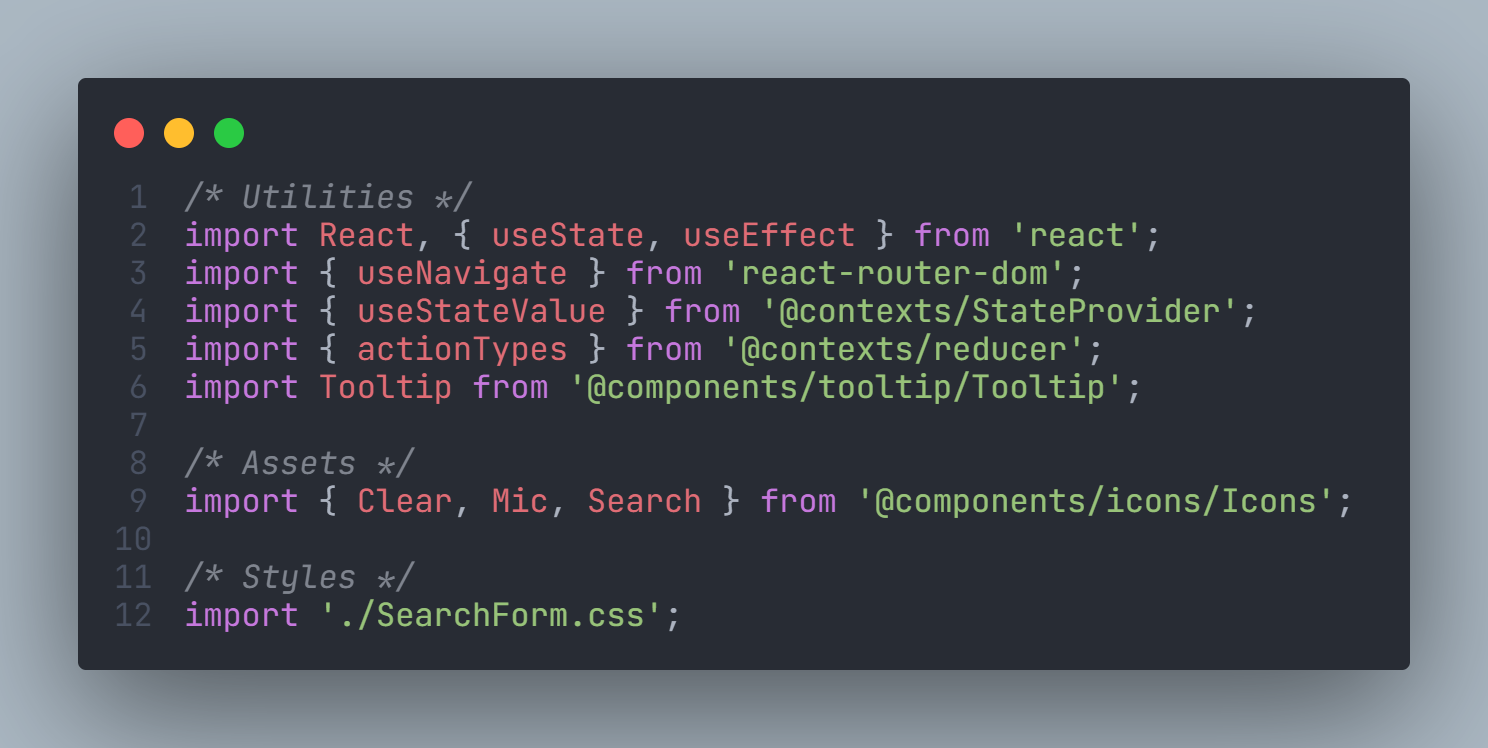 1 /* Utilities */
2 import React, { useState, useEffect } from 'react';
3 import { useNavigate } from 'react-router-dom';
4 import { useStateValue } from '@contexts/StateProvider';
5 import { actionTypes } from '@contexts/reducer';
6 import Tooltip from '@components/tooltip/Tooltip';
7
8 /* Assets */
9 import { Clear, Mic, Search } from '@components/icons/Icons';
10
11 /* Styles */
12 import './SearchForm.css';